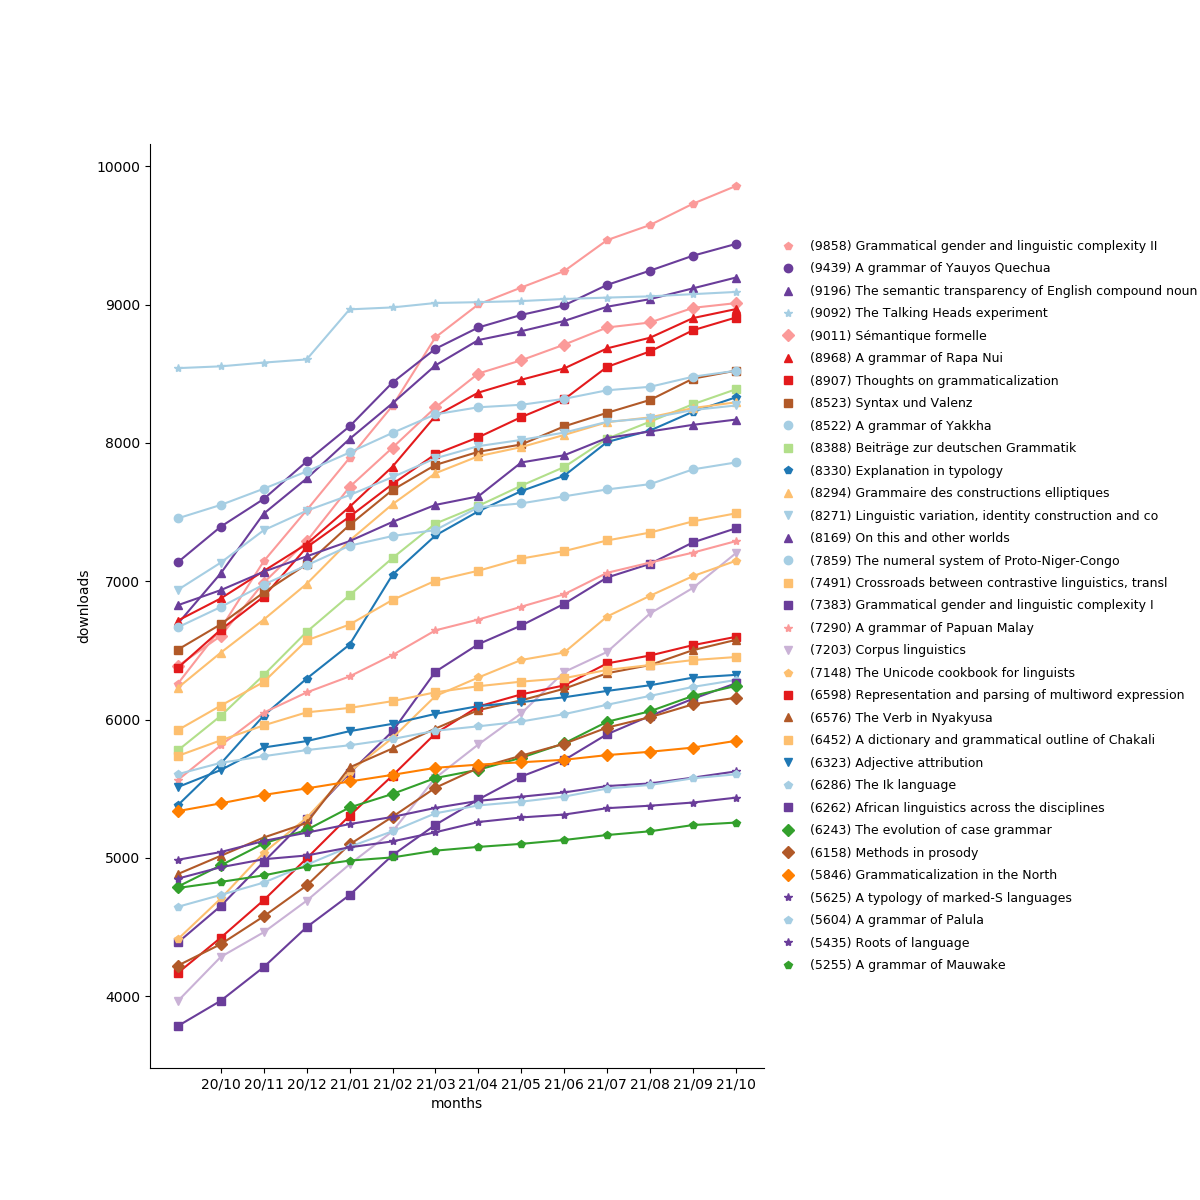 10000
9000
8000
7000
6000
5000
4000
downloads
20/10 20/11 20/12 21/01 21/02 21/03 21/04 21/05 21/06 21/07 21/08 21/09 21/10
months
(9858) Grammatical gender and linguistic complexity II
(9439) A grammar of Yauyos Quechua
(9196) The semantic transparency of English compound noun
(9092) The Talking Heads experiment
(9011) Sémantique formelle
(8968) A grammar of Rapa Nui
(8907) Thoughts on grammaticalization
(8523) Syntax und Valenz
(8522) A grammar of Yakkha
(8388) Beiträge zur deutschen Grammatik
(8330) Explanation in typology
(8294) Grammaire des constructions elliptiques
(8271) Linguistic variation, identity construction and co
(8169) On this and other worlds
(7859) The numeral system of Proto-Niger-Congo
(7491) Crossroads between contrastive linguistics, transl
(7383) Grammatical gender and linguistic complexity I
(7290) A grammar of Papuan Malay
(7203) Corpus linguistics
(7148) The Unicode cookbook for linguists
(6598) Representation and parsing of multiword expression
(6576) The Verb in Nyakyusa
(6452) A dictionary and grammatical outline of Chakali
(6323) Adjective attribution
(6286) The Ik language
(6262) African linguistics across the disciplines
(6243) The evolution of case grammar
(6158) Methods in prosody
(5846) Grammaticalization in the North
(5625) A typology of marked-S languages
(5604) A grammar of Palula
(5435) Roots of language
(5255) A grammar of Mauwake